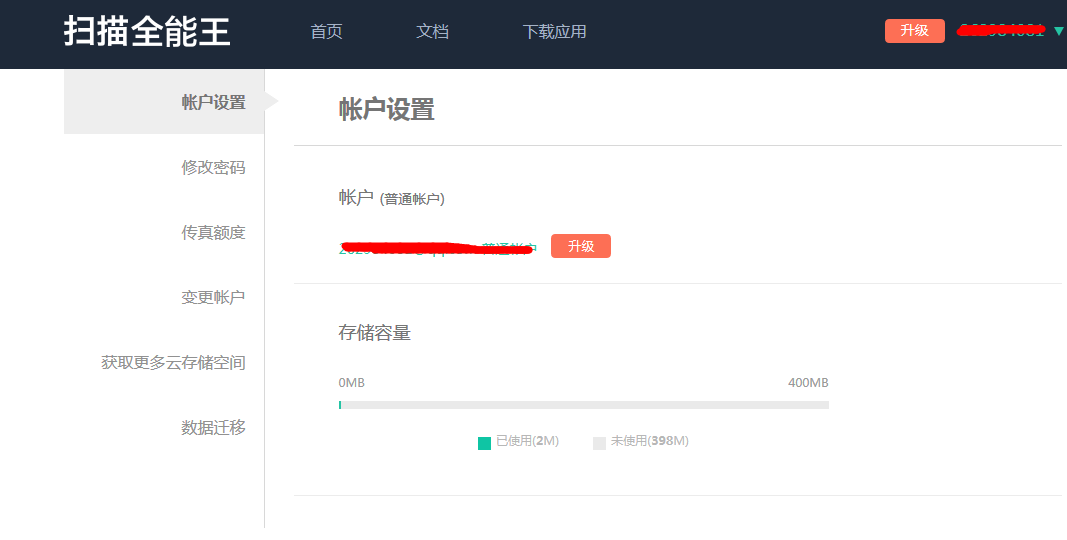 扫描全能王 首页 文档 下载应用 升级
帐户设置
修改密码
传真额度
变更帐户
获取更多云存储空间
数据迁移
帐户设置
帐户 (普通帐户)
升级
存储容量
0MB 400MB
已使用(2M) 未使用(398M)